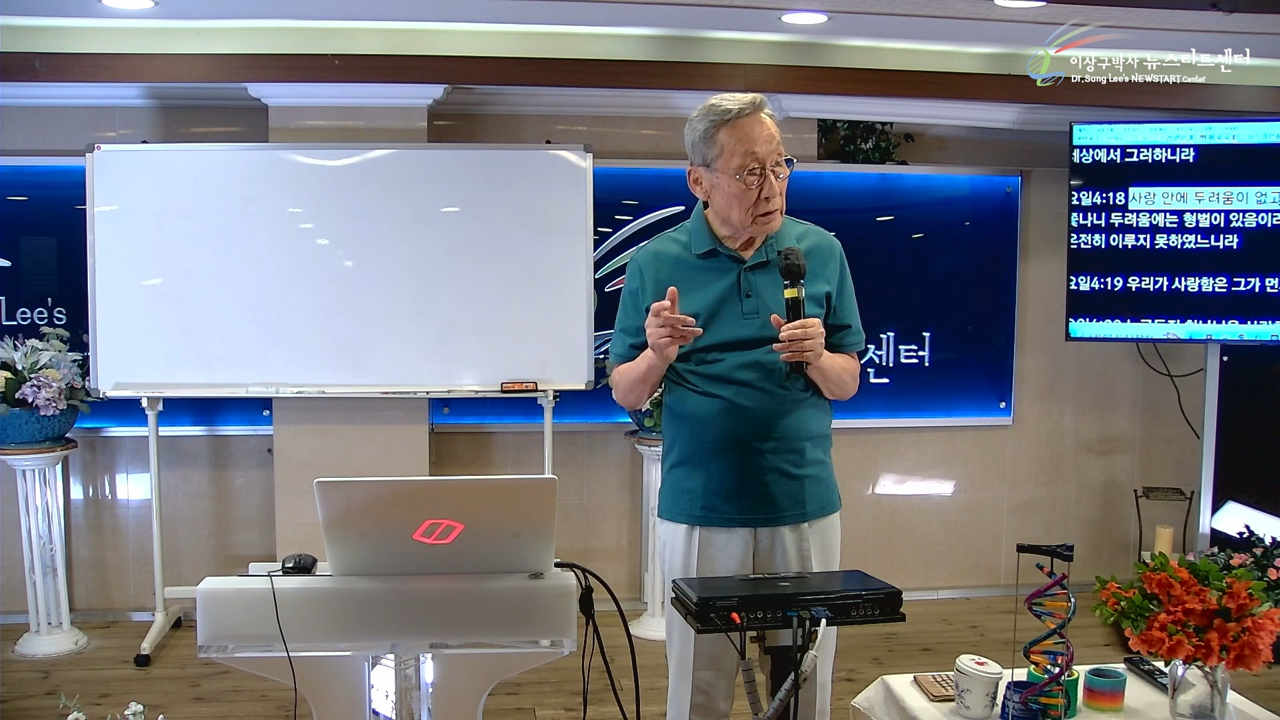 이상구박사 뉴스타트센터
Dr.Sang Lee's NEWSTART Center
세상에서 그러하니라
요일4:18 사랑 안에 두려움이 없고
쫓나니 두려움에는 형벌이 있음이라
온전히 이루지 못하였느니라
요일4:19 우리가 사랑함은 그가 먼
Lee's
센터